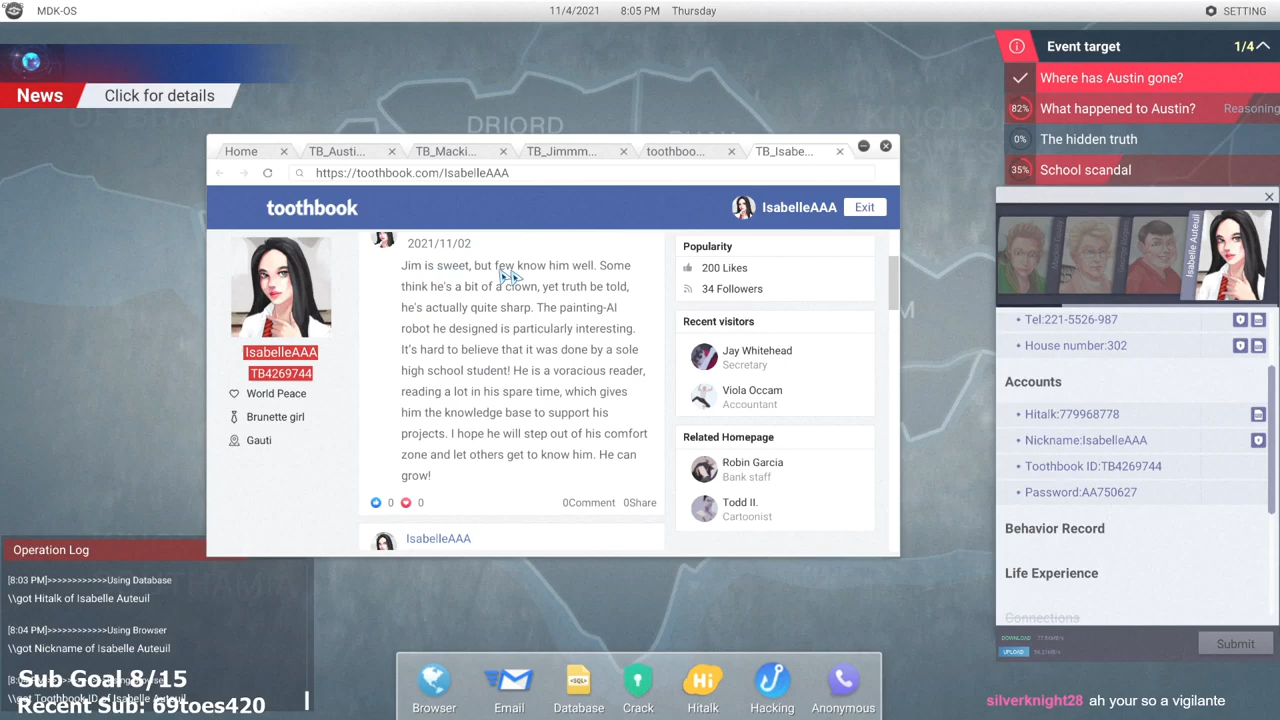 MDK-OS
11/4/2021 8:05 PM Thursday
SETTING
News
Click for details
Event target
1/4
Where has Austin gone?
82%
What happened to Austin?
Reasoning
0%
The hidden truth
35%
School scandal
Home
TB_Austi...
TB_Macki...
TB_Jimmm...
toothboo...
TB_Isabe...
https://toothbook.com/IsabelleAAA
toothbook
IsabelleAAA
Exit
IsabelleAAA
TB4269744
World Peace
Brunette girl
Gauti
2021/11/02
Jim is sweet, but few know him well. Some
think he's a bit of a clown, yet truth be told,
he's actually quite sharp. The painting-AI
robot he designed is particularly interesting.
It's hard to believe that it was done by a sole
high school student! He is a voracious reader,
reading a lot in his spare time, which gives
him the knowledge base to support his
projects. I hope he will step out of his comfort
zone and let others get to know him. He can
grow!
0 0 0Comment 0Share
IsabelleAAA
Popularity
200 Likes
34 Followers
Recent visitors
Jay Whitehead
Secretary
Viola Occam
Accountant
Related Homepage
Robin Garcia
Bank staff
Todd II.
Cartoonist
Isabelle Auteuil
• Tel:221-5526-987
• House number:302
Accounts
• Hitalk:779968778
• Nickname:IsabelleAAA
• Toothbook ID:TB4269744
• Password:AA750627
Behavior Record
Life Experience
Connections
DOWNLOAD
UPLOAD
Submit
Operation Log
[8:03 PM]>>>>>>>>>>>>Using Database
\\got Hitalk of Isabelle Auteuil
[8:04 PM]>>>>>>>>>>>>Using Browser
\\got Nickname of Isabelle Auteuil
\\got Toothbook ID of Isabelle Auteuil
Sub Goal 8/15
Recent Sub: 69toes420
<SQL>
Hi
Browser
Email
Database
Crack
Hitalk
Hacking
Anonymous
silverknight28 ah your so a vigilante
DRIORD